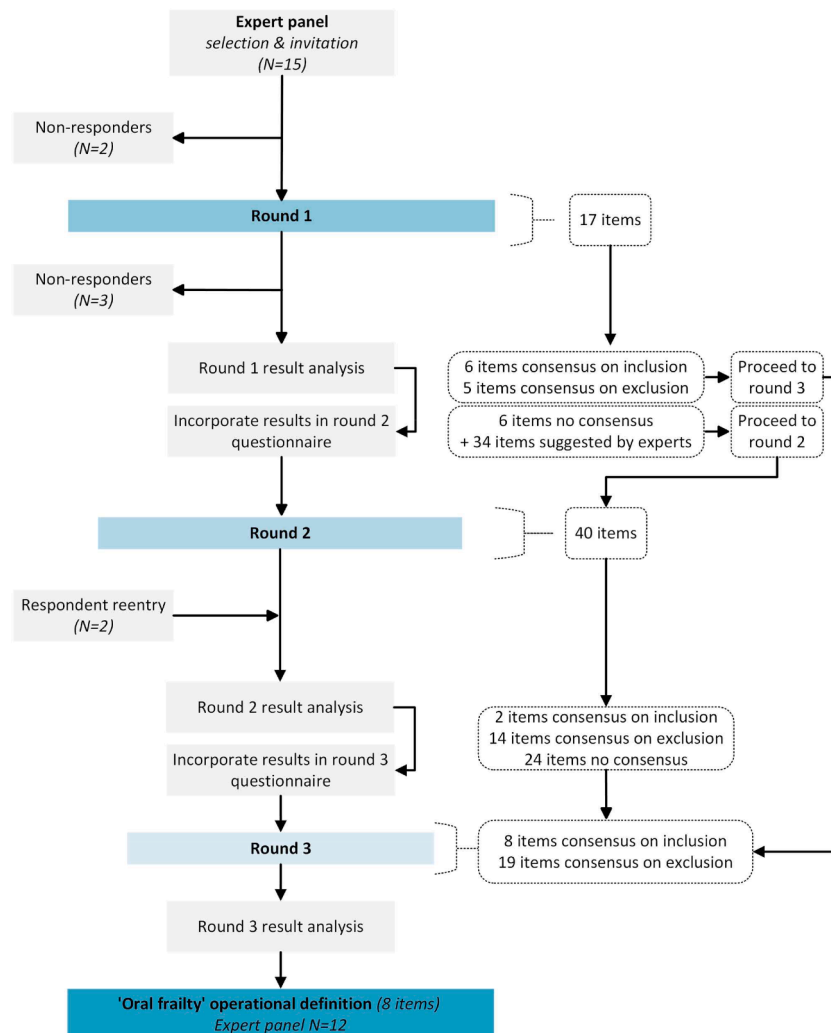 Expert panel
selection & invitation
(N=15)
Non-responders
(N=2)
Round 1
17 items
Non-responders
(N=3)
Round 1 result analysis
6 items consensus on inclusion
5 items consensus on exclusion
Proceed to
round 3
Incorporate results in round 2
questionnaire
6 items no consensus
+ 34 items suggested by experts
Proceed to
round 2
Round 2
40 items
Respondent reentry
(N=2)
Round 2 result analysis
2 items consensus on inclusion
14 items consensus on exclusion
24 items no consensus
Incorporate results in round 3
questionnaire
Round 3
8 items consensus on inclusion
19 items consensus on exclusion
Round 3 result analysis
'Oral frailty' operational definition (8 items)
Expert panel N=12